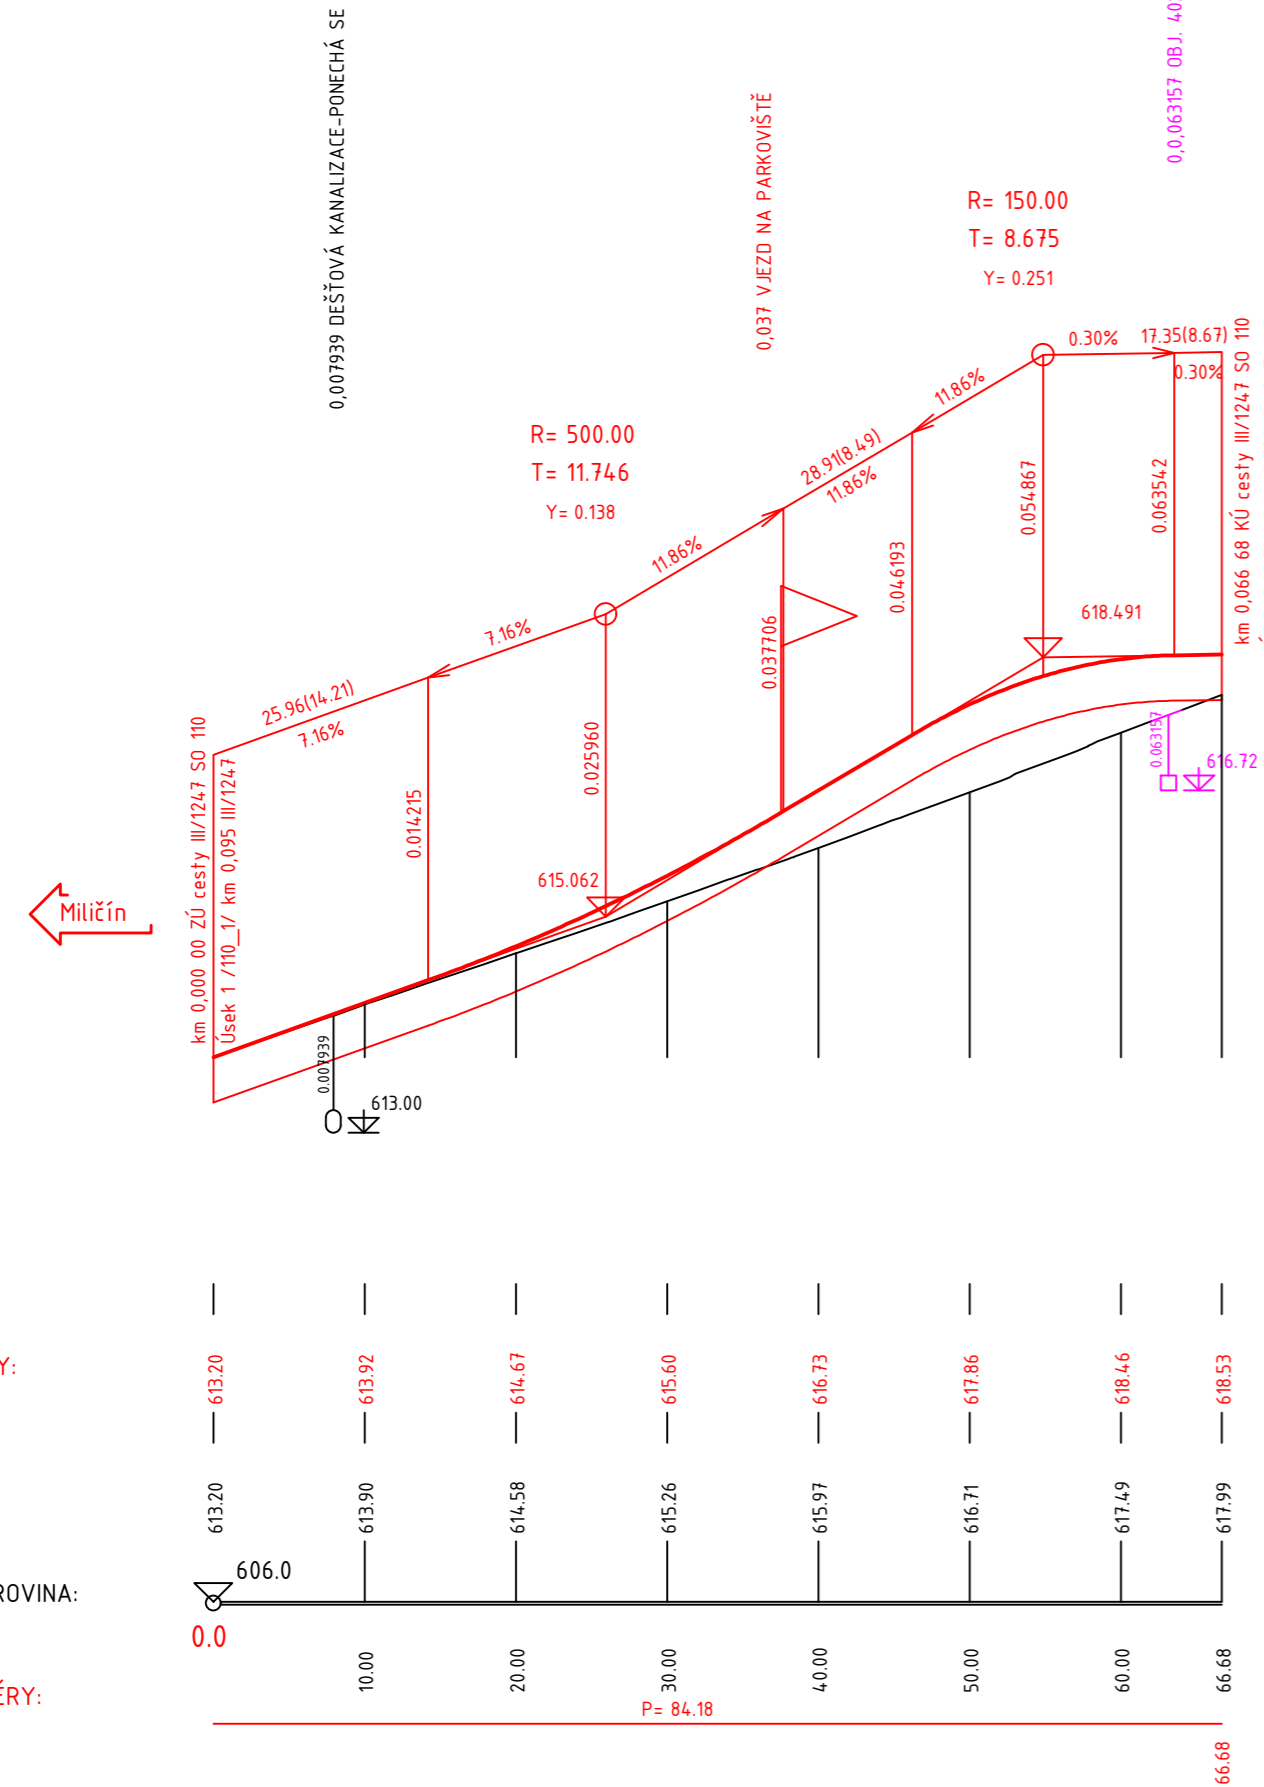 0,007939 DEŠŤOVÁ KANALIZACE-PONECHÁ SE
0,037 VJEZD NA PARKOVIŠTĚ
0,0,063157 OBJ.
R= 150.00
T= 8.675
Y= 0.251
R= 500.00
T= 11.746
Y= 0.138
0.30%
17.35(8.67)
0.30%
11.86%
28.91(8.49)
11.86%
11.86%
7.16%
25.96(14.21)
7.16%
km 0,000 00 ZÚ cesty III/1247 SO 110
Úsek 1 /110_1/ km 0,095 III/1247
0.014215
0.025960
0.037706
0.046193
0.054867
0.063542
km 0,066 68 KÚ cesty III/1247 SO 110
618.491
615.062
0.063157
616.72
Miličín
0.007939
613.00
Y:
613.20
613.92
614.67
615.60
616.73
617.86
618.46
618.53
613.20
613.90
614.58
615.26
615.97
616.71
617.49
617.99
606.0
ROVINA:
0.0
10.00
20.00
30.00
40.00
50.00
60.00
66.68
ĚRY:
P= 84.18
66.68